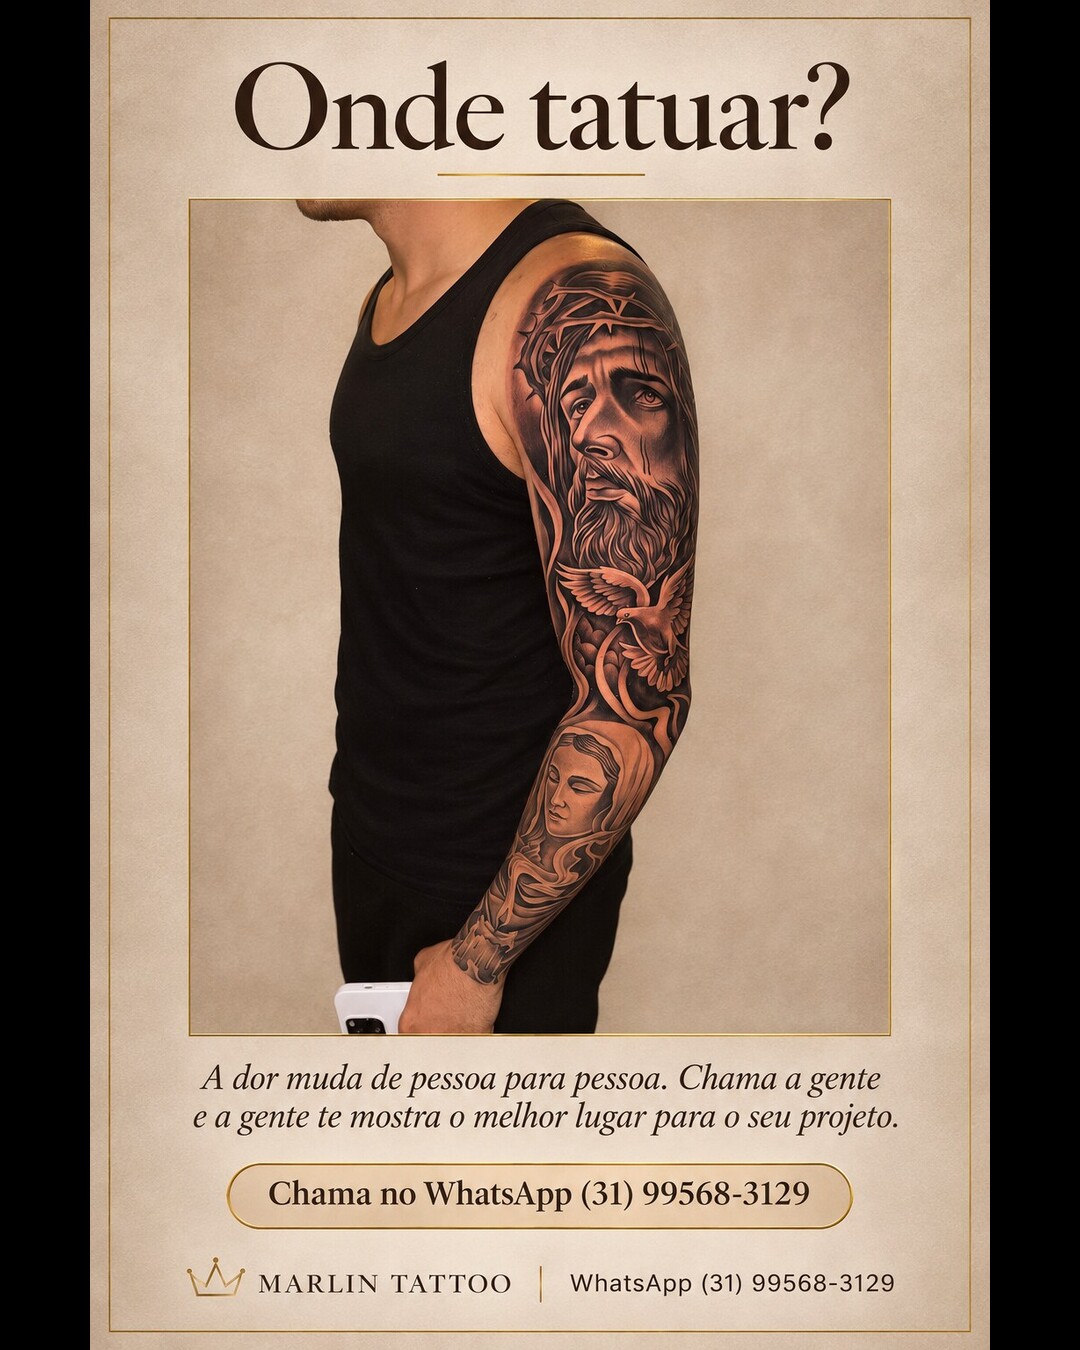 Onde tatuar?
A dor muda de pessoa para pessoa. Chama a gente
e a gente te mostra o melhor lugar para o seu projeto.
Chama no WhatsApp (31) 99568-3129
MARLIN TATTOO
WhatsApp (31) 99568-3129